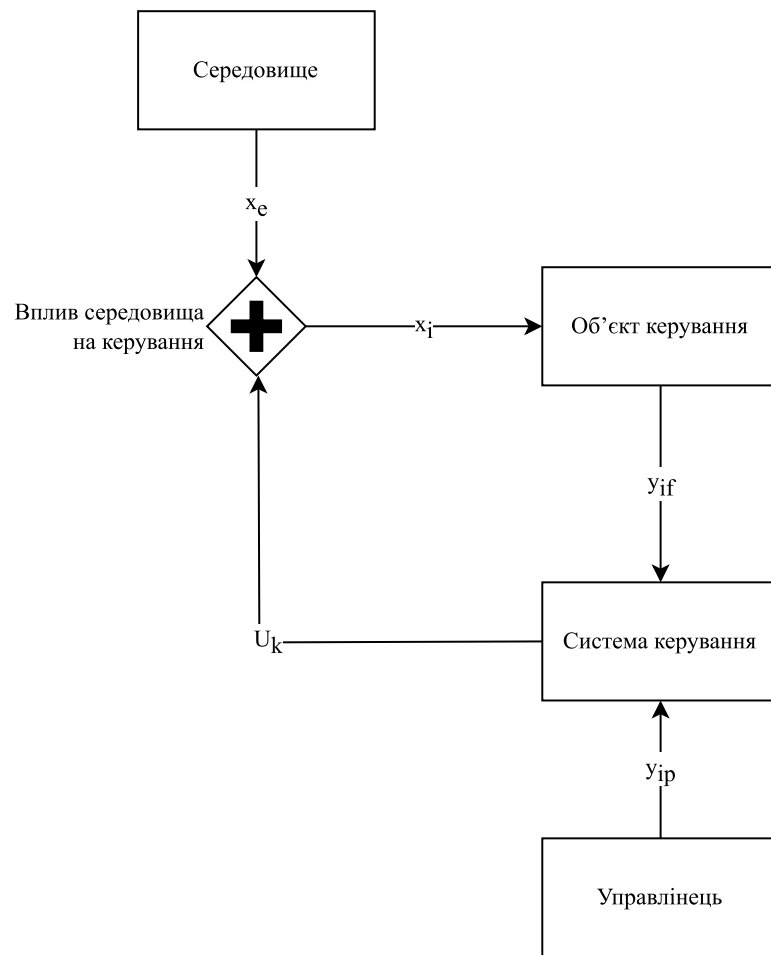 Середовище
xe
Вплив середовища
на керування
xi
Об’єкт керування
yif
Uk
Система керування
yip
Управлінець